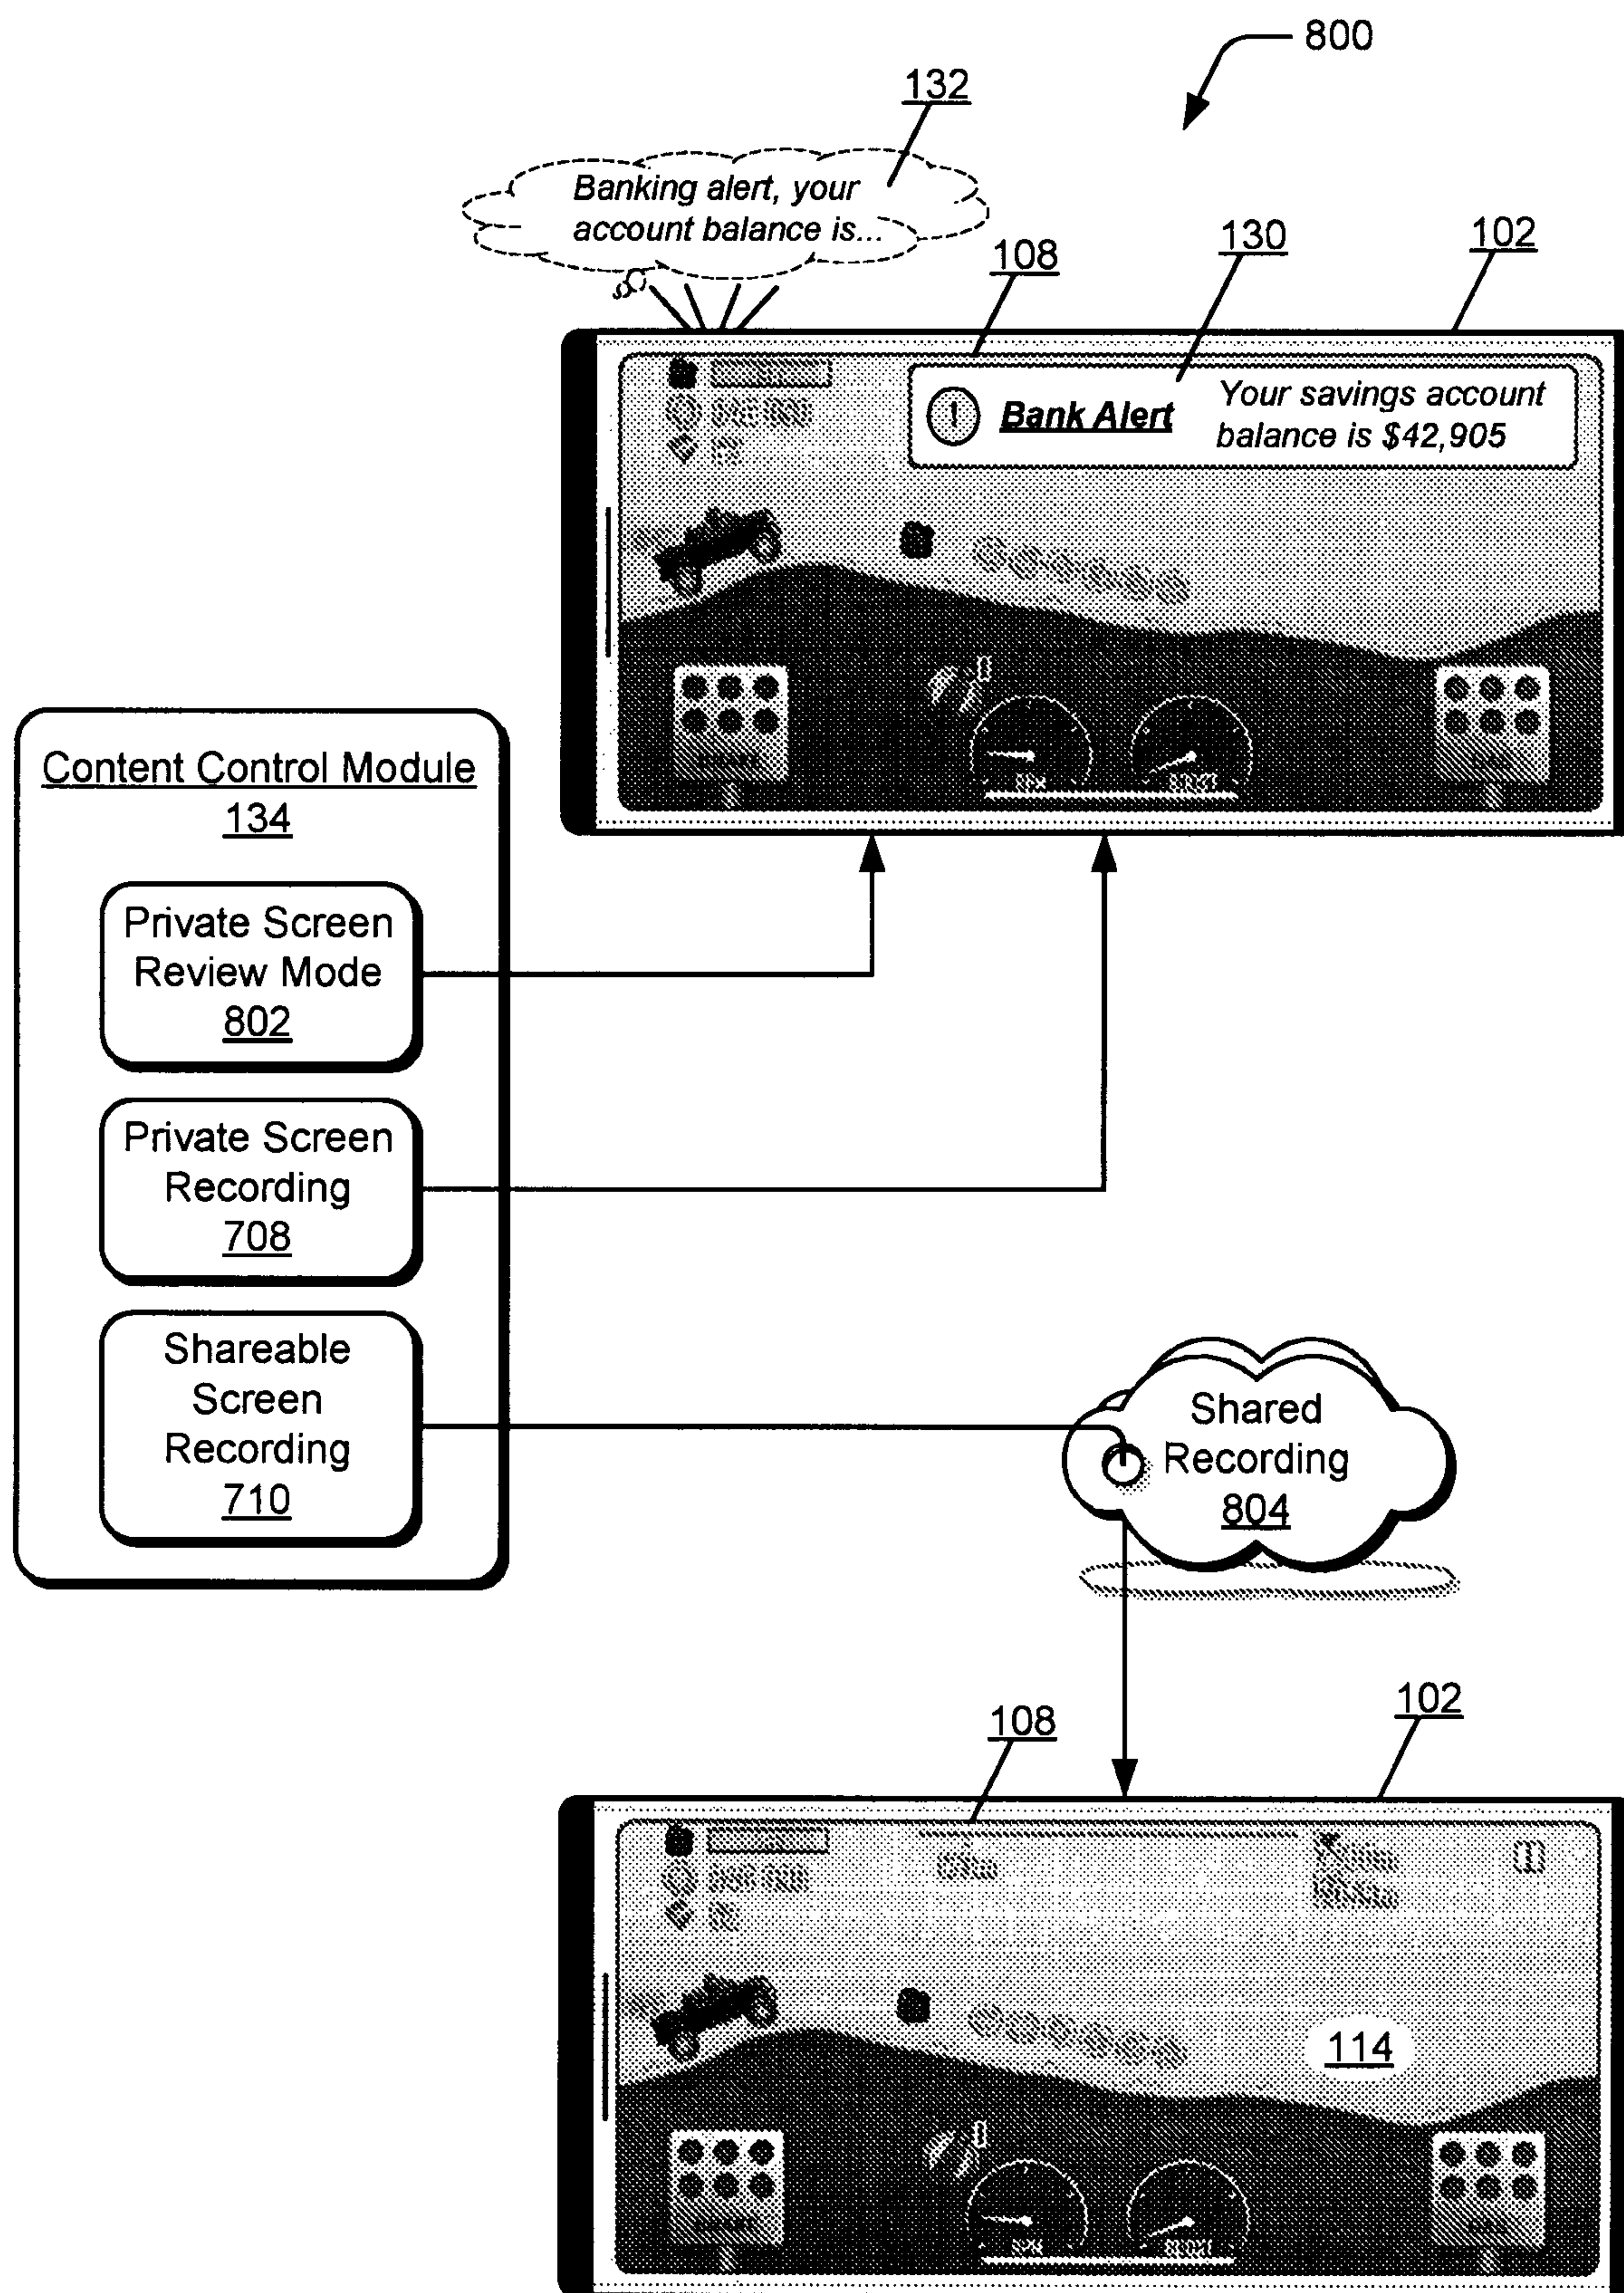 800
132
Banking alert, your
account balance is...
108
130
102
!
Bank Alert
Your savings account
balance is $42,905
Content Control Module
134
Private Screen
Review Mode
802
Private Screen
Recording
708
Shareable
Screen
Recording
710
Shared
Recording
804
108
102
114